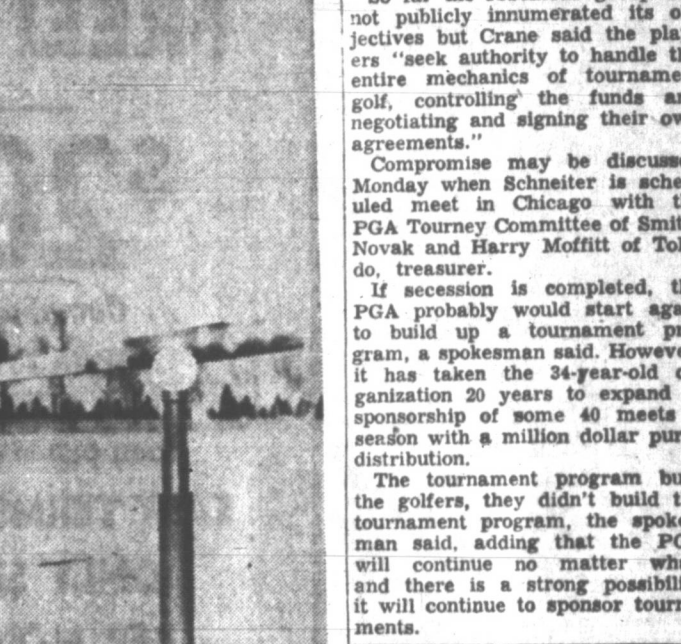 not publicly innumerated its o
jectives but Crane said the pla
ers "seek authority to handle t
entire mechanics of tourname
golf, controlling the funds a
negotiating and signing their ow
agreements."
Compromise may be discuss
Monday when Schneiter is sche
uled meet in Chicago with t
PGA Tourney Committee of Smit
Novak and Harry Moffitt of Tol
do, treasurer.
If secession is completed, t
PGA probably would start aga
to build up a tournament pr
gram, a spokesman said. Howeve
it has taken the 34-year-old o
ganization 20 years to expand
sponsorship of some 40 meets
season with a million dollar pur
distribution.
The tournament program bu
the golfers, they didn't build t
tournament program, the spoke
man said, adding that the PG
will continue no matter wh
and there is a strong possibili
it will continue to sponsor tour
ments.